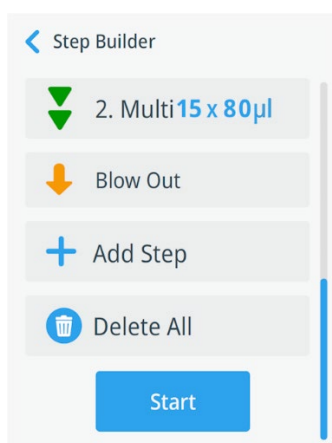 Step Builder
2. Multi 15 x 80µl
Blow Out
Add Step
Delete All
Start